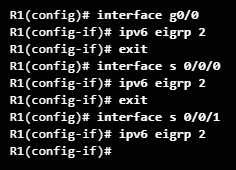 R1(config)# interface g0/0
R1(config-if)# ipv6 eigrp 2
R1(config-if)# exit
R1(config)# interface s 0/0/0
R1(config-if)# ipv6 eigrp 2
R1(config-if)# exit
R1(config)# interface s 0/0/1
R1(config-if)# ipv6 eigrp 2
R1(config-if)#